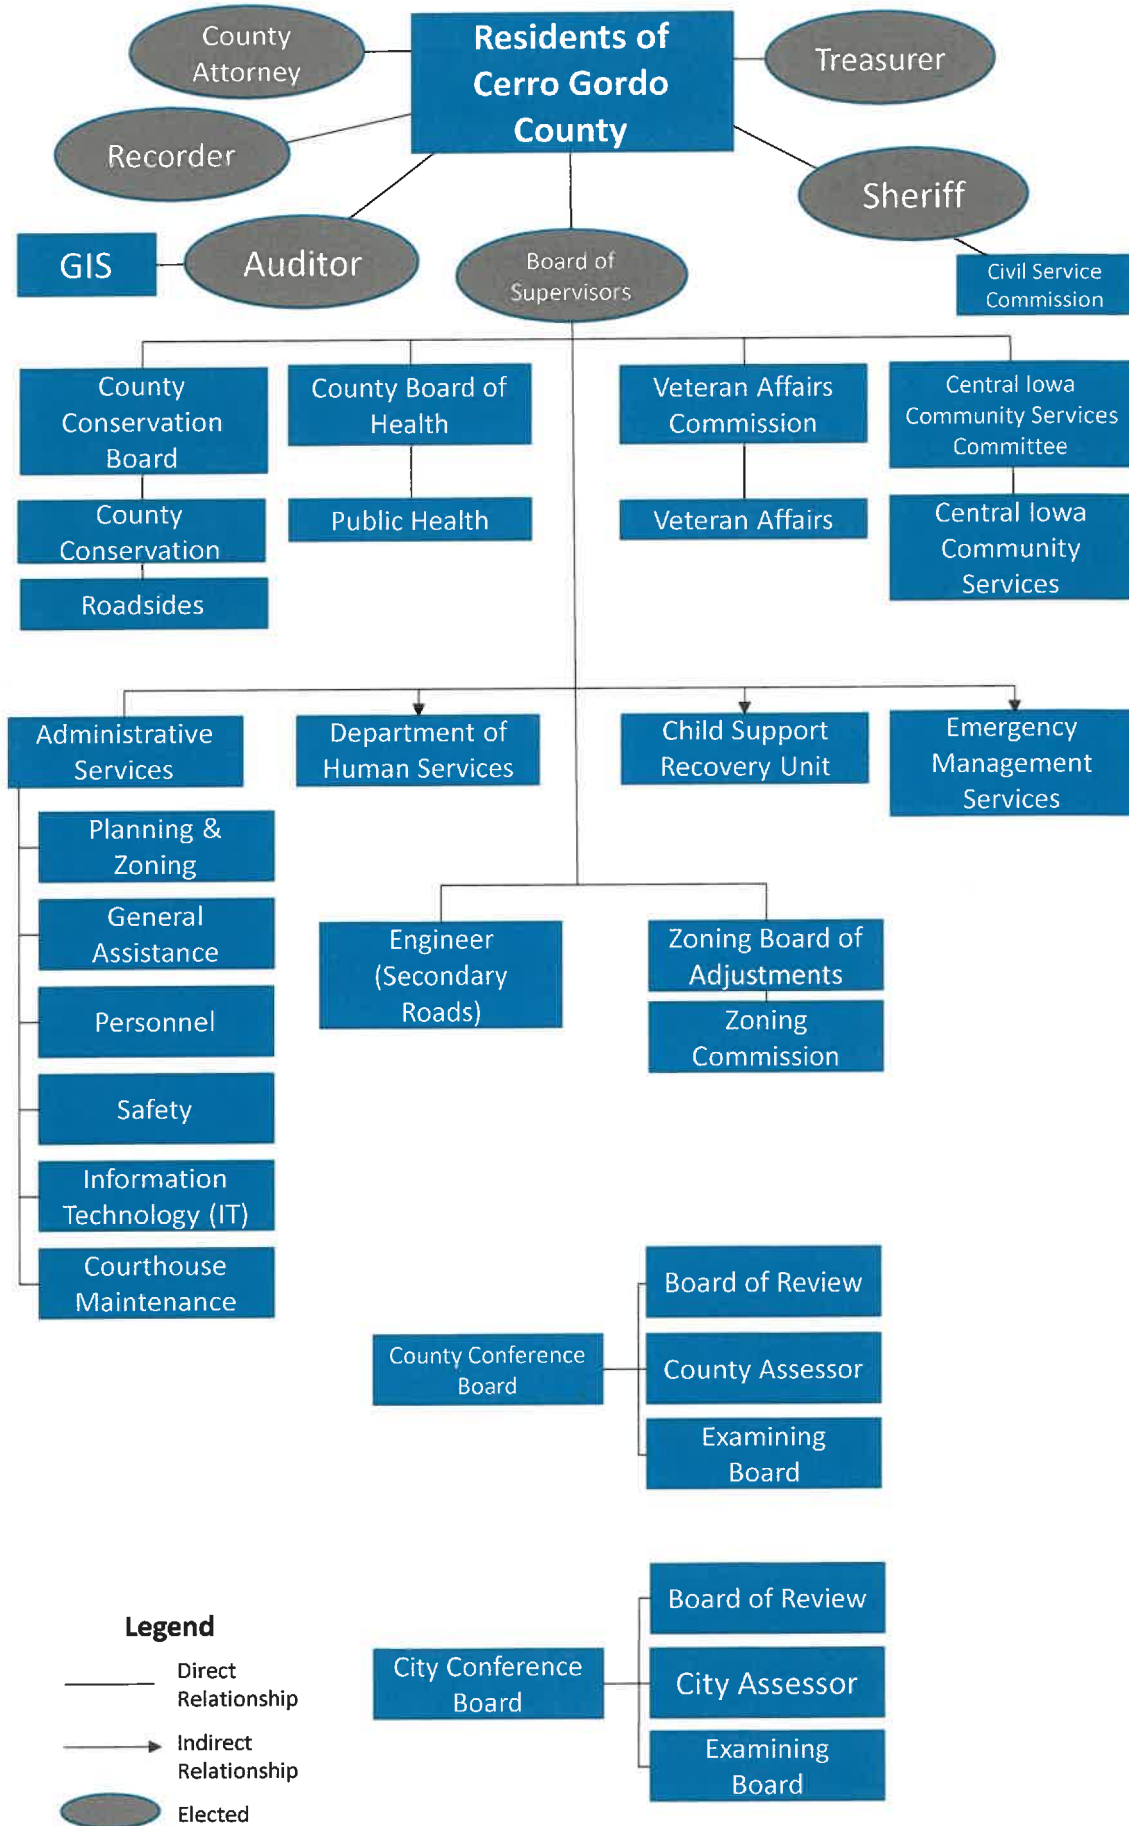 Residents of
Cerro Gordo
County
County
Attorney
Treasurer
Recorder
Sheriff
GIS
Auditor
Board of
Supervisors
Civil Service
Commission
County
Conservation
Board
County Board of
Health
Veteran Affairs
Commission
Central Iowa
Community Services
Committee
County
Conservation
Public Health
Veteran Affairs
Central Iowa
Community
Services
Roadsides
Administrative
Services
Department of
Human Services
Child Support
Recovery Unit
Emergency
Management
Services
Planning &
Zoning
General
Assistance
Personnel
Safety
Information
Technology (IT)
Courthouse
Maintenance
Engineer
(Secondary
Roads)
Zoning Board of
Adjustments
Zoning
Commission
County Conference
Board
Board of Review
County Assessor
Examining
Board
City Conference
Board
Board of Review
City Assessor
Examining
Board
Legend
Direct
Relationship
Indirect
Relationship
Elected